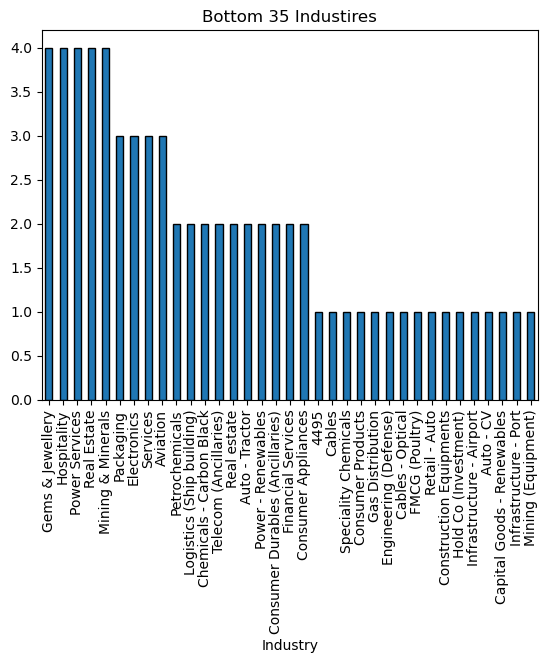 Bottom 35 Industires
4.0
3.5
3.0
2.5
2.0
1.5
1.0
0.5
0.0
Gems & Jewellery
Hospitality
Power Services
Real Estate
Mining & Minerals
Packaging
Electronics
Services
Aviation
Petrochemicals
Logistics (Ship building)
Chemicals - Carbon Black
Telecom (Ancillaries)
Real estate
Auto - Tractor
Power - Renewables
Consumer Durables (Ancillaries)
Financial Services
Consumer Appliances
4495
Cables
Speciality Chemicals
Consumer Products
Gas Distribution
Engineering (Defense)
Cables - Optical
FMCG (Poultry)
Retail - Auto
Construction Equipments
Hold Co (Investment)
Infrastructure - Airport
Auto - CV
Capital Goods - Renewables
Infrastructure - Port
Mining (Equipment)
Industry